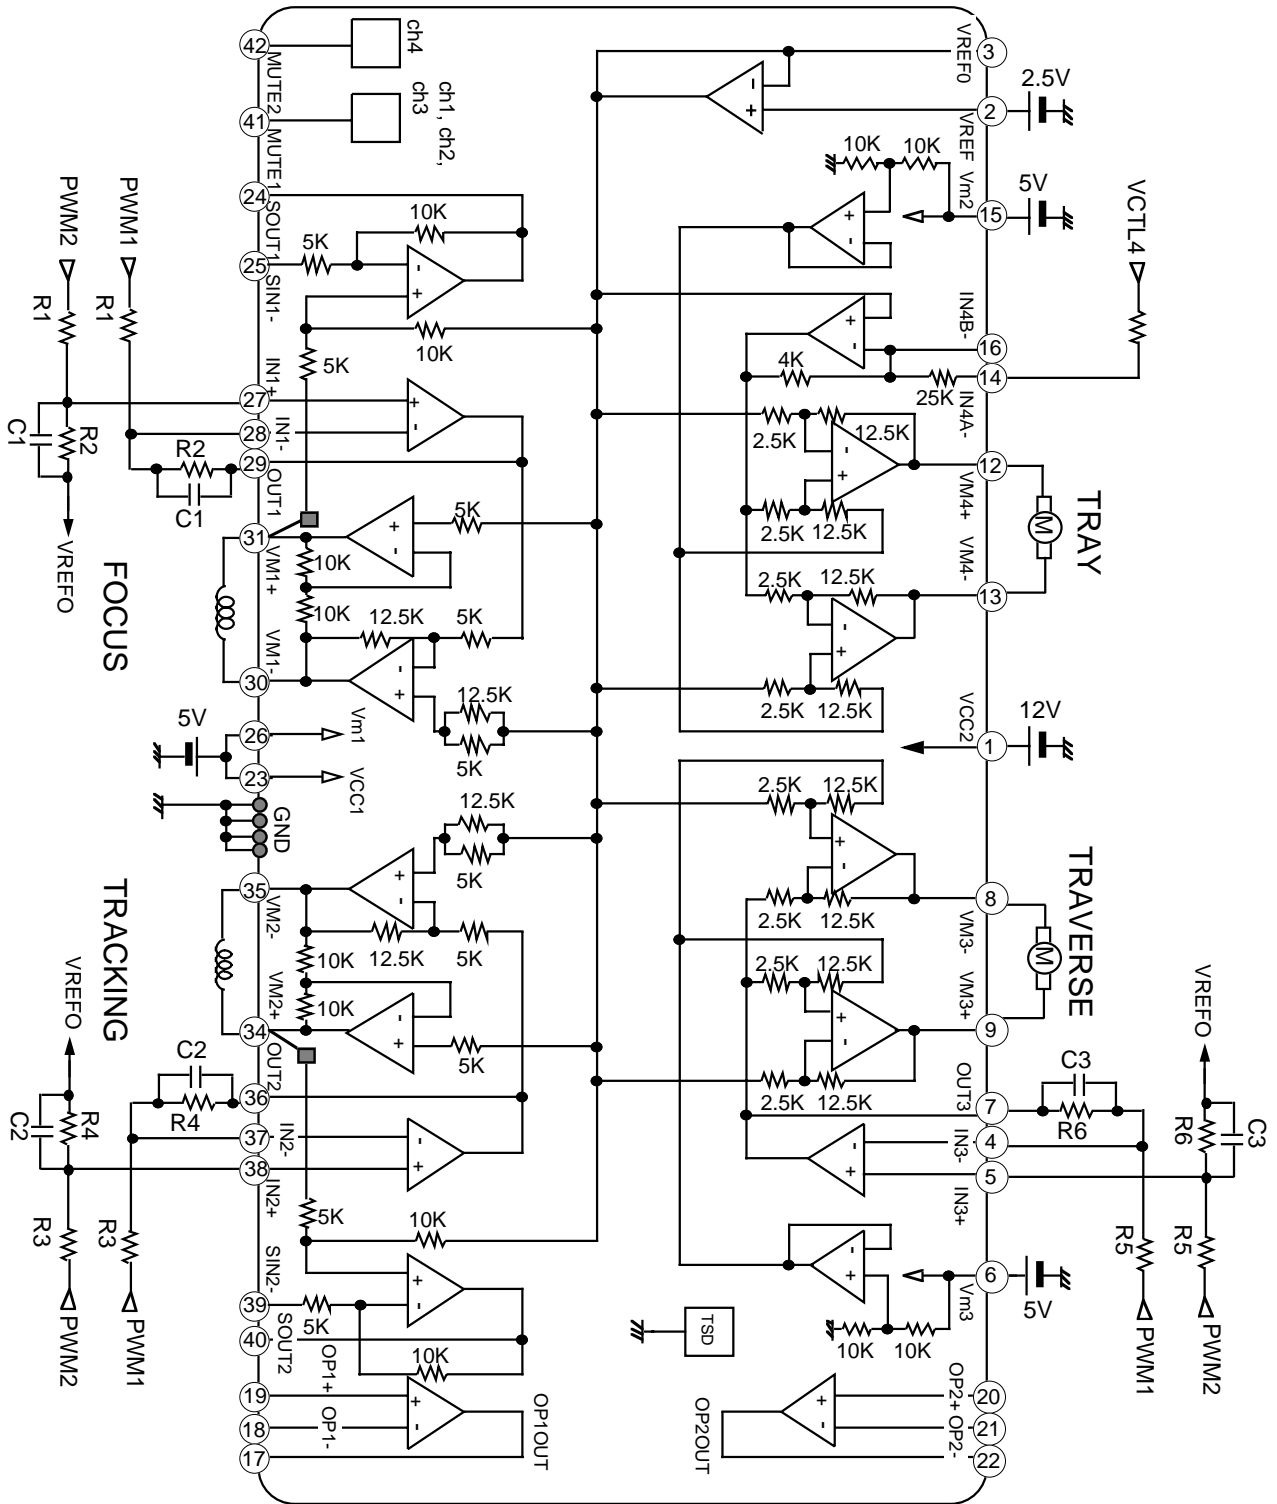 ch4
ch1, ch2,
ch3
42
MUTE2
41
MUTE1
24
SOUT1
25
SIN1-
5K
10K
10K
5K
PWM2
PWM1
R1
R1
IN1+
27
28
IN1-
29
OUT1
R2
C1
R2
C1
VREFO
31
VM1+
FOCUS
VM1-
30
5K
10K
10K
12.5K
5K
12.5K
5K
5V
26
Vm1
23
VCC1
GND
12.5K
5K
35
VM2-
12.5K
5K
10K
10K
VM2+
34
5K
TRACKING
VREFO
OUT2
36
C2
R4
37
IN2-
38
IN2+
R4
C2
R3
R3
PWM2
PWM1
5K
10K
SIN2-
39
5K
40
SOUT2
10K
OP1+
19
18
OP1-
17
OP1OUT
3
VREF0
2.5V
2
VREF
10K
10K
Vm2
5V
15
VCTL4
IN4B-
16
4K
25K
14
IN4A-
2.5K
12.5K
12
VM4+
2.5K
12.5K
M
TRAY
VM4-
2.5K
12.5K
13
2.5K
12.5K
VCC2
12V
1
2.5K
12.5K
8
VM3-
2.5K
12.5K
M
TRAVERSE
2.5K
12.5K
VM3+
9
2.5K
12.5K
OUT3
7
C3
R6
4
IN3-
5
IN3+
VREFO
R6
C3
R5
R5
PWM1
PWM2
6
Vm3
5V
10K
10K
TSD
OP2+
20
21
OP2-
22
OP2OUT